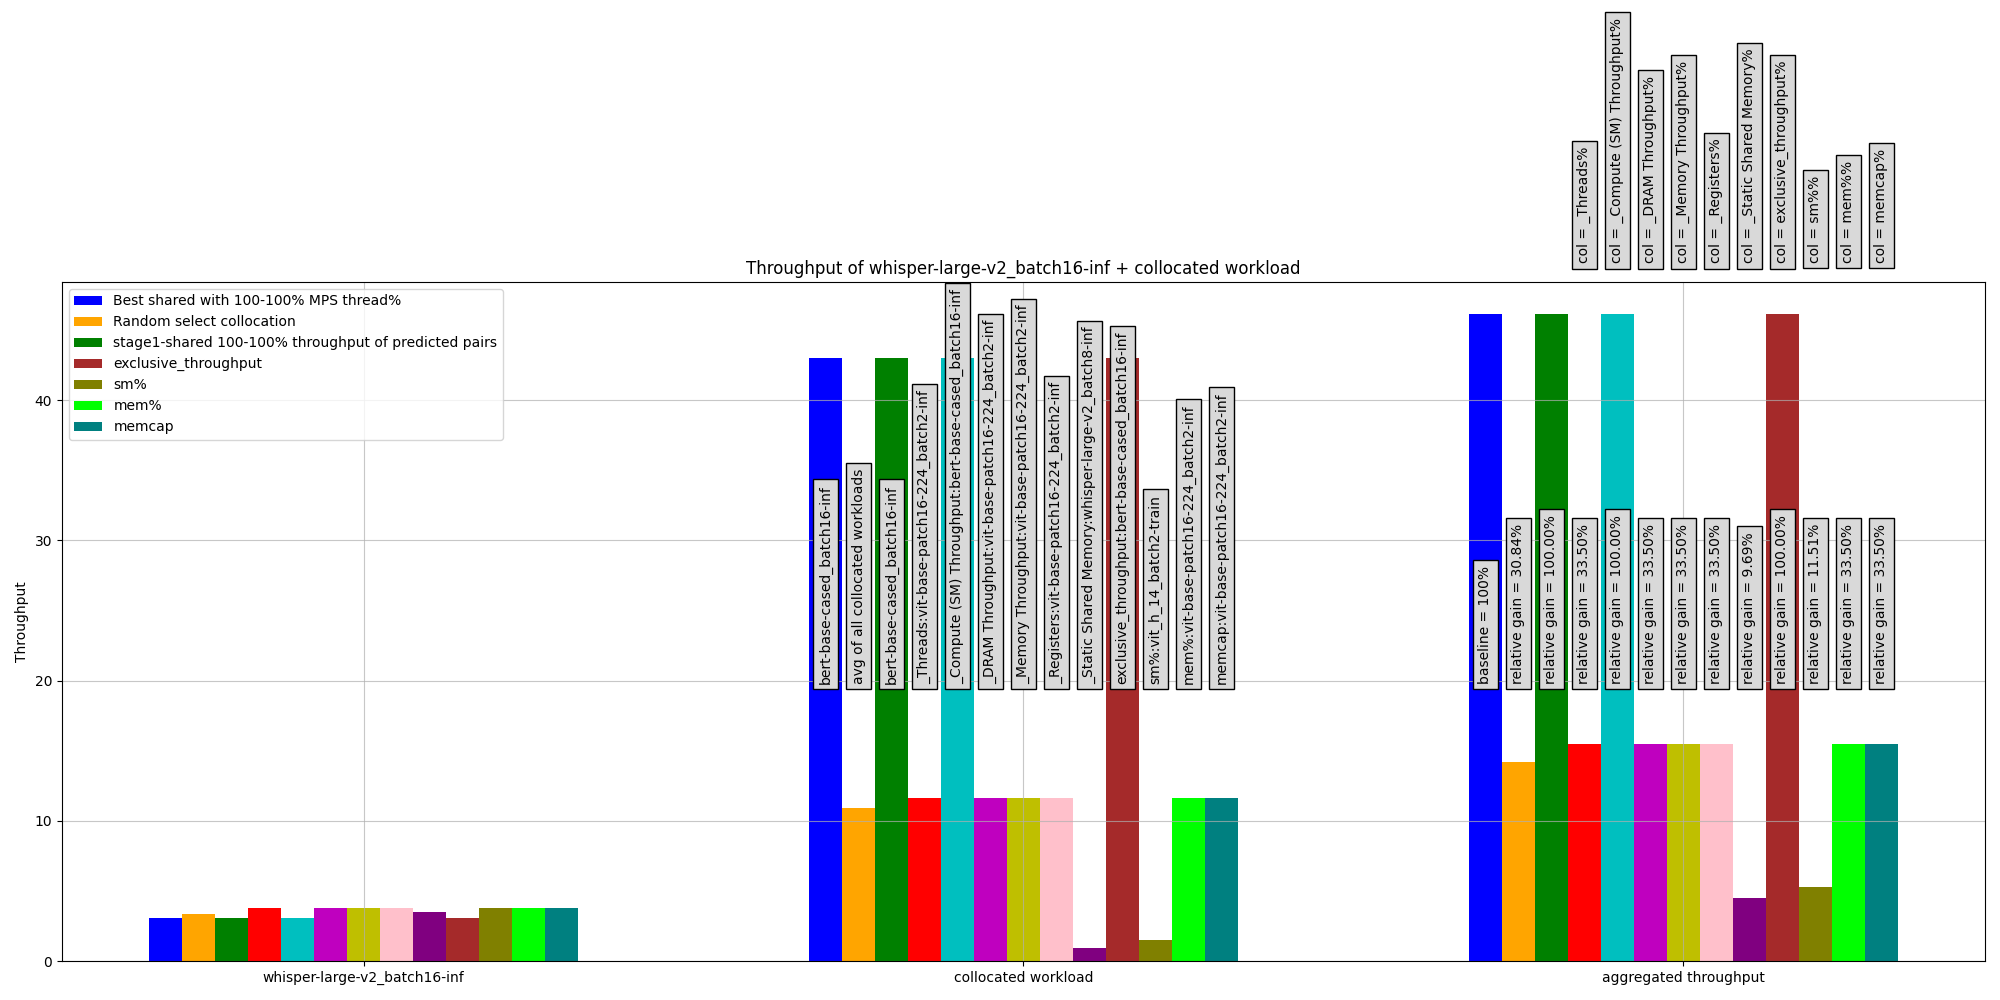 col = _Threads%
col = _Compute (SM) Throughput%
col = _DRAM Throughput%
col = _Memory Throughput%
col = _Registers%
col = _Static Shared Memory%
col = exclusive_throughput%
col = sm%%
col = mem%%
col = memcap%
Throughput of whisper-large-v2_batch16-inf + collocated workload
Best shared with 100-100% MPS thread%
Random select collocation
stage1-shared 100-100% throughput of predicted pairs
exclusive_throughput
sm%
mem%
memcap
Throughput
40
30
20
10
0
bert-base-cased_batch16-inf
avg of all collocated workloads
bert-base-cased_batch16-inf
_Threads:vit-base-patch16-224_batch2-inf
_Compute (SM) Throughput:bert-base-cased_batch16-inf
_DRAM Throughput:vit-base-patch16-224_batch2-inf
_Memory Throughput:vit-base-patch16-224_batch2-inf
_Registers:vit-base-patch16-224_batch2-inf
_Static Shared Memory:whisper-large-v2_batch8-inf
exclusive_throughput:bert-base-cased_batch16-inf
sm%:vit_h_14_batch2-train
mem%:vit-base-patch16-224_batch2-inf
memcap:vit-base-patch16-224_batch2-inf
baseline = 100%
relative gain = 30.84%
relative gain = 100.00%
relative gain = 33.50%
relative gain = 100.00%
relative gain = 33.50%
relative gain = 33.50%
relative gain = 33.50%
relative gain = 9.69%
relative gain = 100.00%
relative gain = 11.51%
relative gain = 33.50%
relative gain = 33.50%
whisper-large-v2_batch16-inf
collocated workload
aggregated throughput